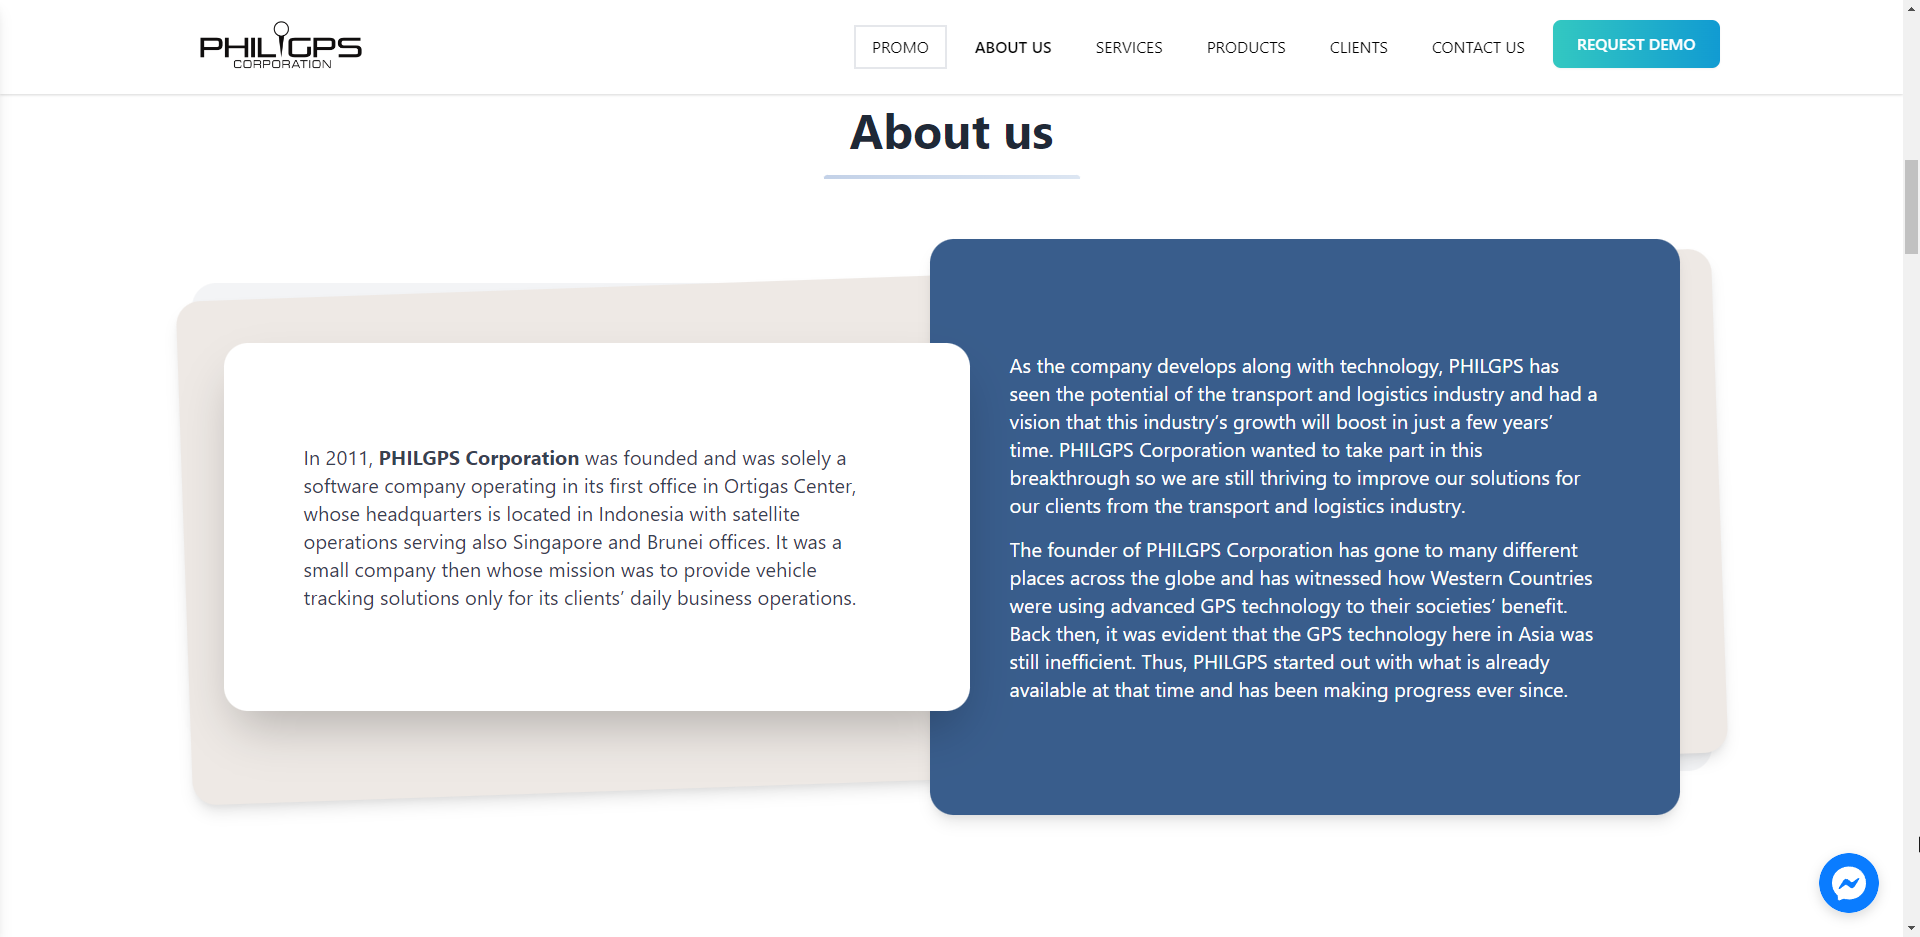 PHILGPS
CORPORATION
PROMO
ABOUT US
SERVICES
PRODUCTS
CLIENTS
CONTACT US
REQUEST DEMO
About us
In 2011, PHILGPS Corporation was founded and was solely a
software company operating in its first office in Ortigas Center,
whose headquarters is located in Indonesia with satellite
operations serving also Singapore and Brunei offices. It was a
small company then whose mission was to provide vehicle
tracking solutions only for its clients’ daily business operations.
As the company develops along with technology, PHILGPS has
seen the potential of the transport and logistics industry and had a
vision that this industry’s growth will boost in just a few years’
time. PHILGPS Corporation wanted to take part in this
breakthrough so we are still thriving to improve our solutions for
our clients from the transport and logistics industry.
The founder of PHILGPS Corporation has gone to many different
places across the globe and has witnessed how Western Countries
were using advanced GPS technology to their societies’ benefit.
Back then, it was evident that the GPS technology here in Asia was
still inefficient. Thus, PHILGPS started out with what is already
available at that time and has been making progress ever since.